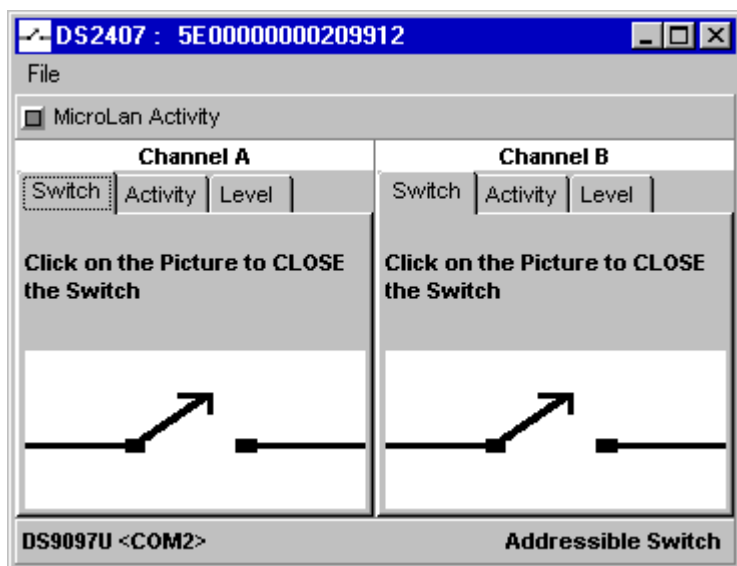 DS2407 : 5E00000000209912
File
MicroLan Activity
Channel A
Channel B
Switch Activity Level
Switch Activity Level
Click on the Picture to CLOSE
the Switch
Click on the Picture to CLOSE
the Switch
DS9097U <COM2>
Addressible Switch